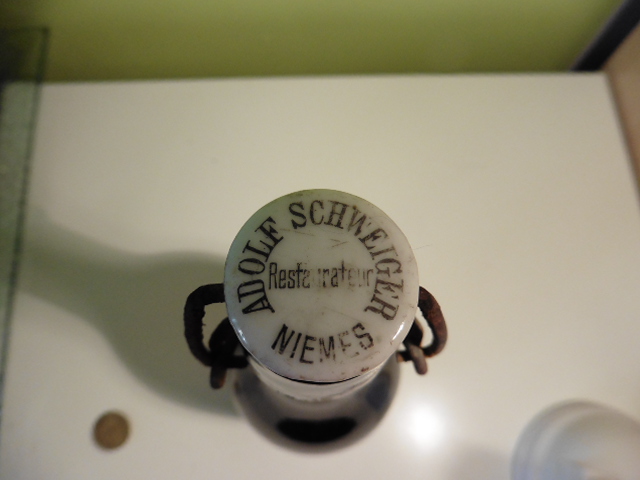 ADOLF SCHWEIGER
Restaurateur
NIEMES